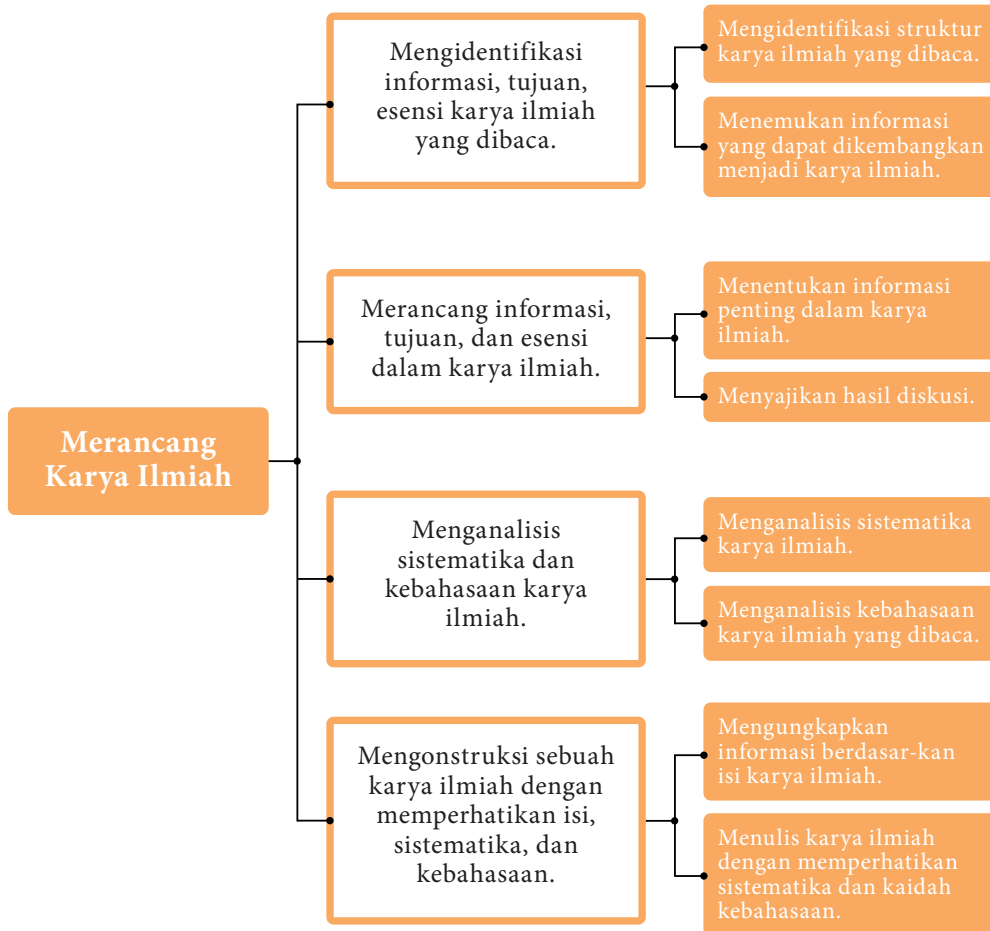 Merancang
Karya Ilmiah
Mengidentifikasi
informasi, tujuan,
esensi karya ilmiah
yang dibaca.
Mengidentifikasi struktur
karya ilmiah yang dibaca.
Menemukan informasi
yang dapat dikembangkan
menjadi karya ilmiah.
Merancang informasi,
tujuan, dan esensi
dalam karya ilmiah.
Menentukan informasi
penting dalam karya
ilmiah.
Menyajikan hasil diskusi.
Menganalisis
sistematika dan
kebahasaan karya
ilmiah.
Menganalisis sistematika
karya ilmiah.
Menganalisis kebahasaan
karya ilmiah yang dibaca.
Mengonstruksi sebuah
karya ilmiah dengan
memperhatikan isi,
sistematika, dan
kebahasaan.
Mengungkapkan
informasi berdasar-kan
isi karya ilmiah.
Menulis karya ilmiah
dengan memperhatikan
sistematika dan kaidah
kebahasaan.